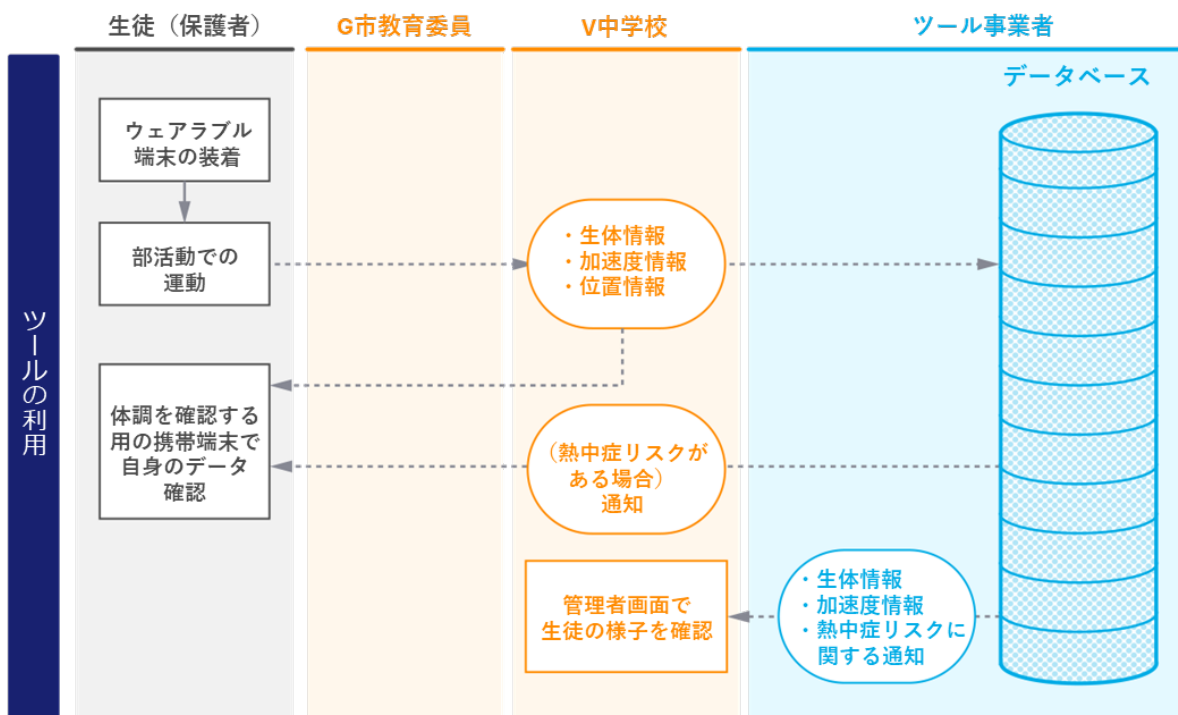 生徒（保護者）
G市教育委員
V中学校
ツール事業者
ツールの利用
データベース
ウェアラブル
端末の装着
部活動での
運動
・生体情報
・加速度情報
・位置情報
体調を確認する
用の携帯端末で
自身のデータ
確認
（熱中症リスクが
ある場合）
通知
管理者画面で
生徒の様子を確認
・生体情報
・加速度情報
・熱中症リスクに
関する通知